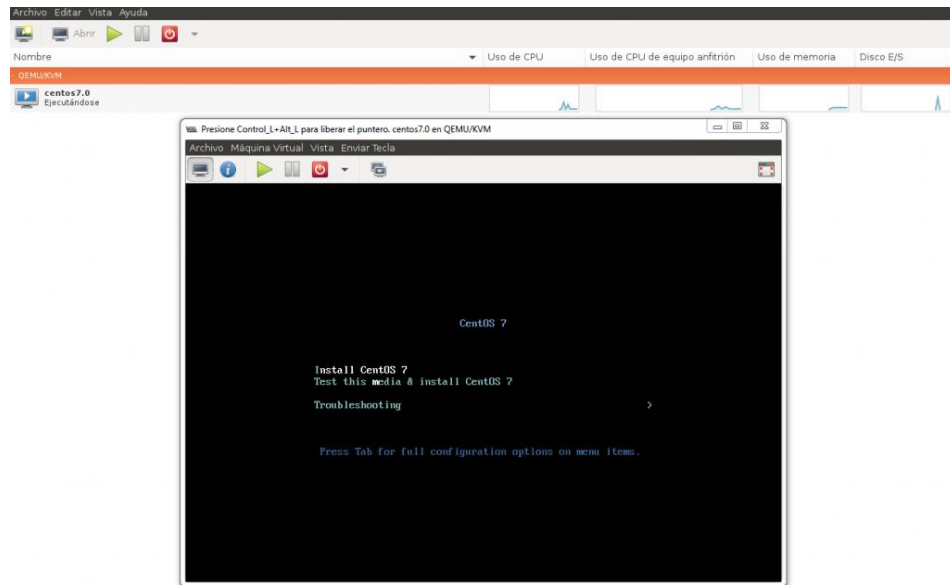 Archivo Editar Vista Ayuda
Abrir
Nombre Uso de CPU Uso de CPU de equipo anfitrión Uso de memoria Disco E/S
- QEMU/KVM
centos7.0
Ejecutándose
Presione Control_L+Alt_L para liberar el puntero. centos7.0 en QEMU/KVM
Archivo Máquina Virtual Vista Enviar Tecla
CentOS 7
Install CentOS 7
Test this media & install CentOS 7
Troubleshooting >
Press Tab for full configuration options on menu items.